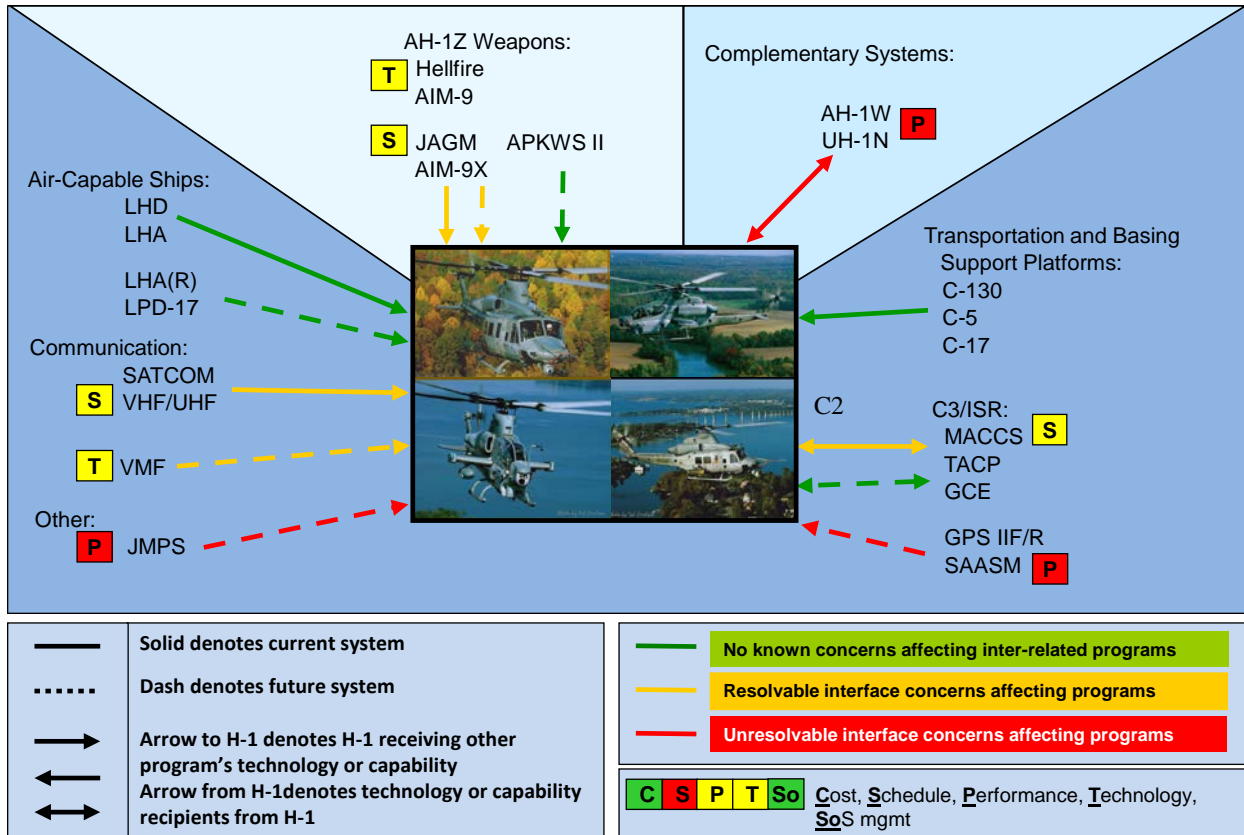 AH-1Z Weapons:
T
Hellfire
AIM-9
S
JAGM
AIM-9X
APKWS II
Complementary Systems:
AH-1W
UH-1N
P
Air-Capable Ships:
LHD
LHA
LHA(R)
LPD-17
Transportation and Basing
Support Platforms:
C-130
C-5
C-17
Communication:
SATCOM
S
VHF/UHF
T
VMF
Other:
P
JMPS
C2
C3/ISR:
MACCS
S
TACP
GCE
GPS IIF/R
SAASM
P
Solid denotes current system
Dash denotes future system
Arrow to H-1 denotes H-1 receiving other
program's technology or capability
Arrow from H-1denotes technology or capability
recipients from H-1
No known concerns affecting inter-related programs
Resolvable interface concerns affecting programs
Unresolvable interface concerns affecting programs
C S P T So
Cost, Schedule, Performance, Technology,
SoS mgmt